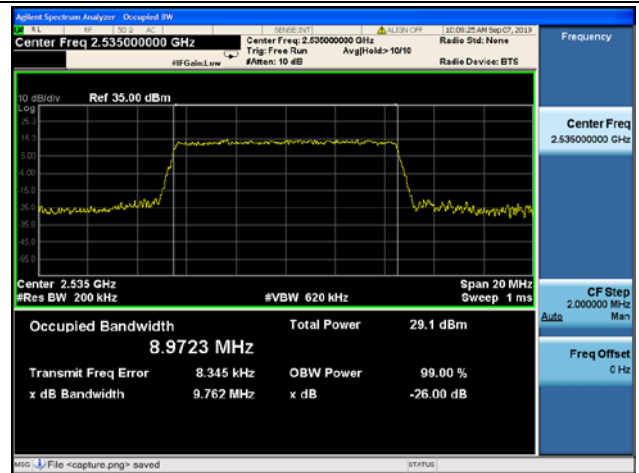 Agilent Spectrum Analyzer - Occupied BW
RL RF 50 Ω AC SENSE:INT ALIGN OFF 10:09:25 AM Sep 07, 2019
Center Freq 2.535000000 GHz
Center Freq: 2.535000000 GHz
Radio Std: None
Trig: Free Run Avg|Hold:> 10/10
#IFGain:Low #Atten: 10 dB Radio Device: BTS
Frequency
10 dB/div Ref 35.00 dBm
Log
25.0
15.0
5.00
-5.00
-15.0
-25.0
-35.0
-45.0
-55.0
Center 2.535 GHz Span 20 MHz
#Res BW 200 kHz #VBW 620 kHz Sweep 1 ms
Occupied Bandwidth Total Power 29.1 dBm
8.9723 MHz
Transmit Freq Error 8.345 kHz OBW Power 99.00 %
x dB Bandwidth 9.762 MHz x dB -26.00 dB
Center Freq
2.535000000 GHz
CF Step
2.000000 MHz
Auto Man
Freq Offset
0 Hz
MSG File <capture.png> saved STATUS